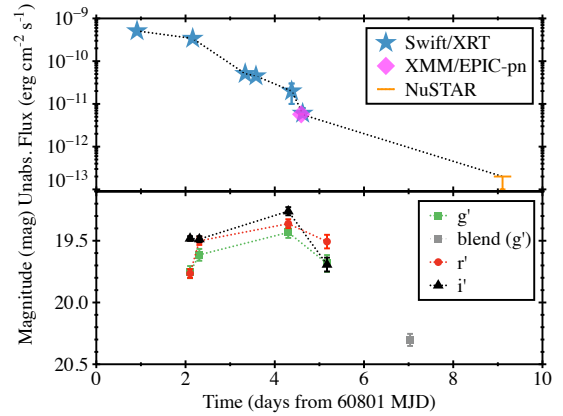 10⁻⁹
10⁻¹⁰
10⁻¹¹
10⁻¹²
10⁻¹³
Unabs. Flux (erg cm⁻² s⁻¹)
Swift/XRT
XMM/EPIC-pn
NuSTAR
19.5
20.0
20.5
Magnitude (mag)
g'
blend (g')
r'
i'
0 2 4 6 8 10
Time (days from 60801 MJD)